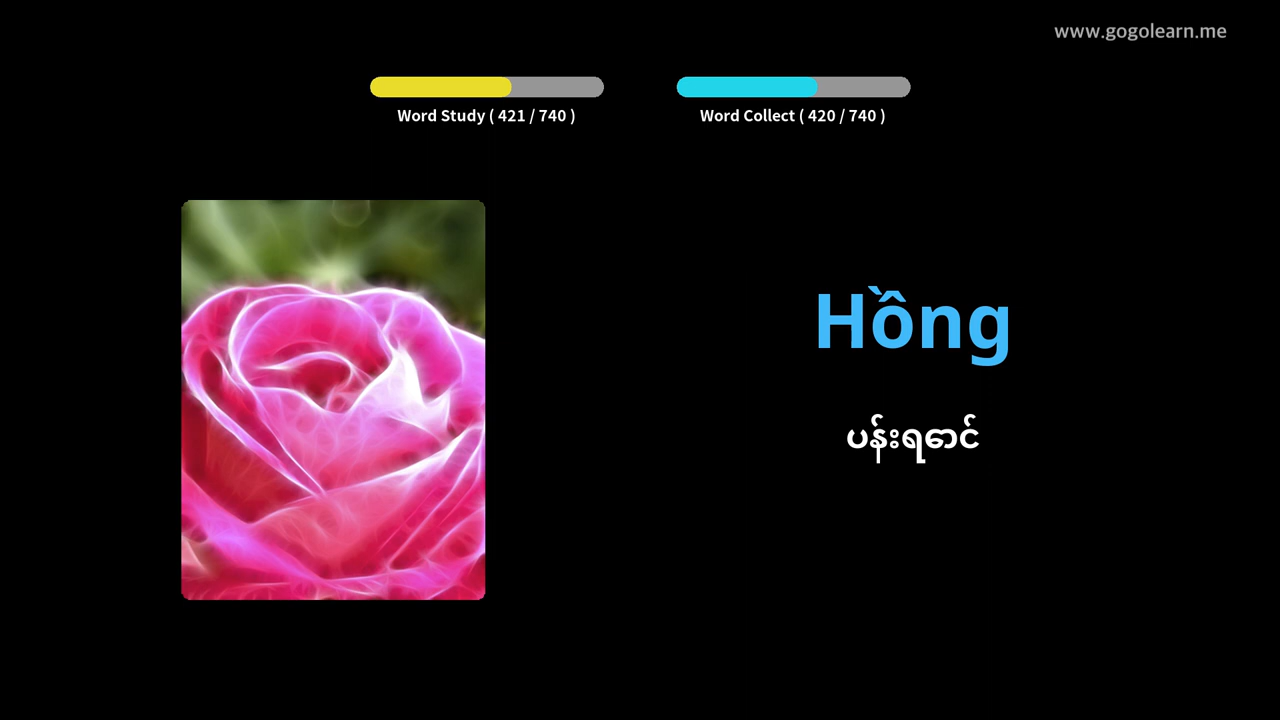 www.gogolearn.me
Word Study ( 421 / 740 )
Word Collect ( 420 / 740 )
Hồng
ပန်းရောင်